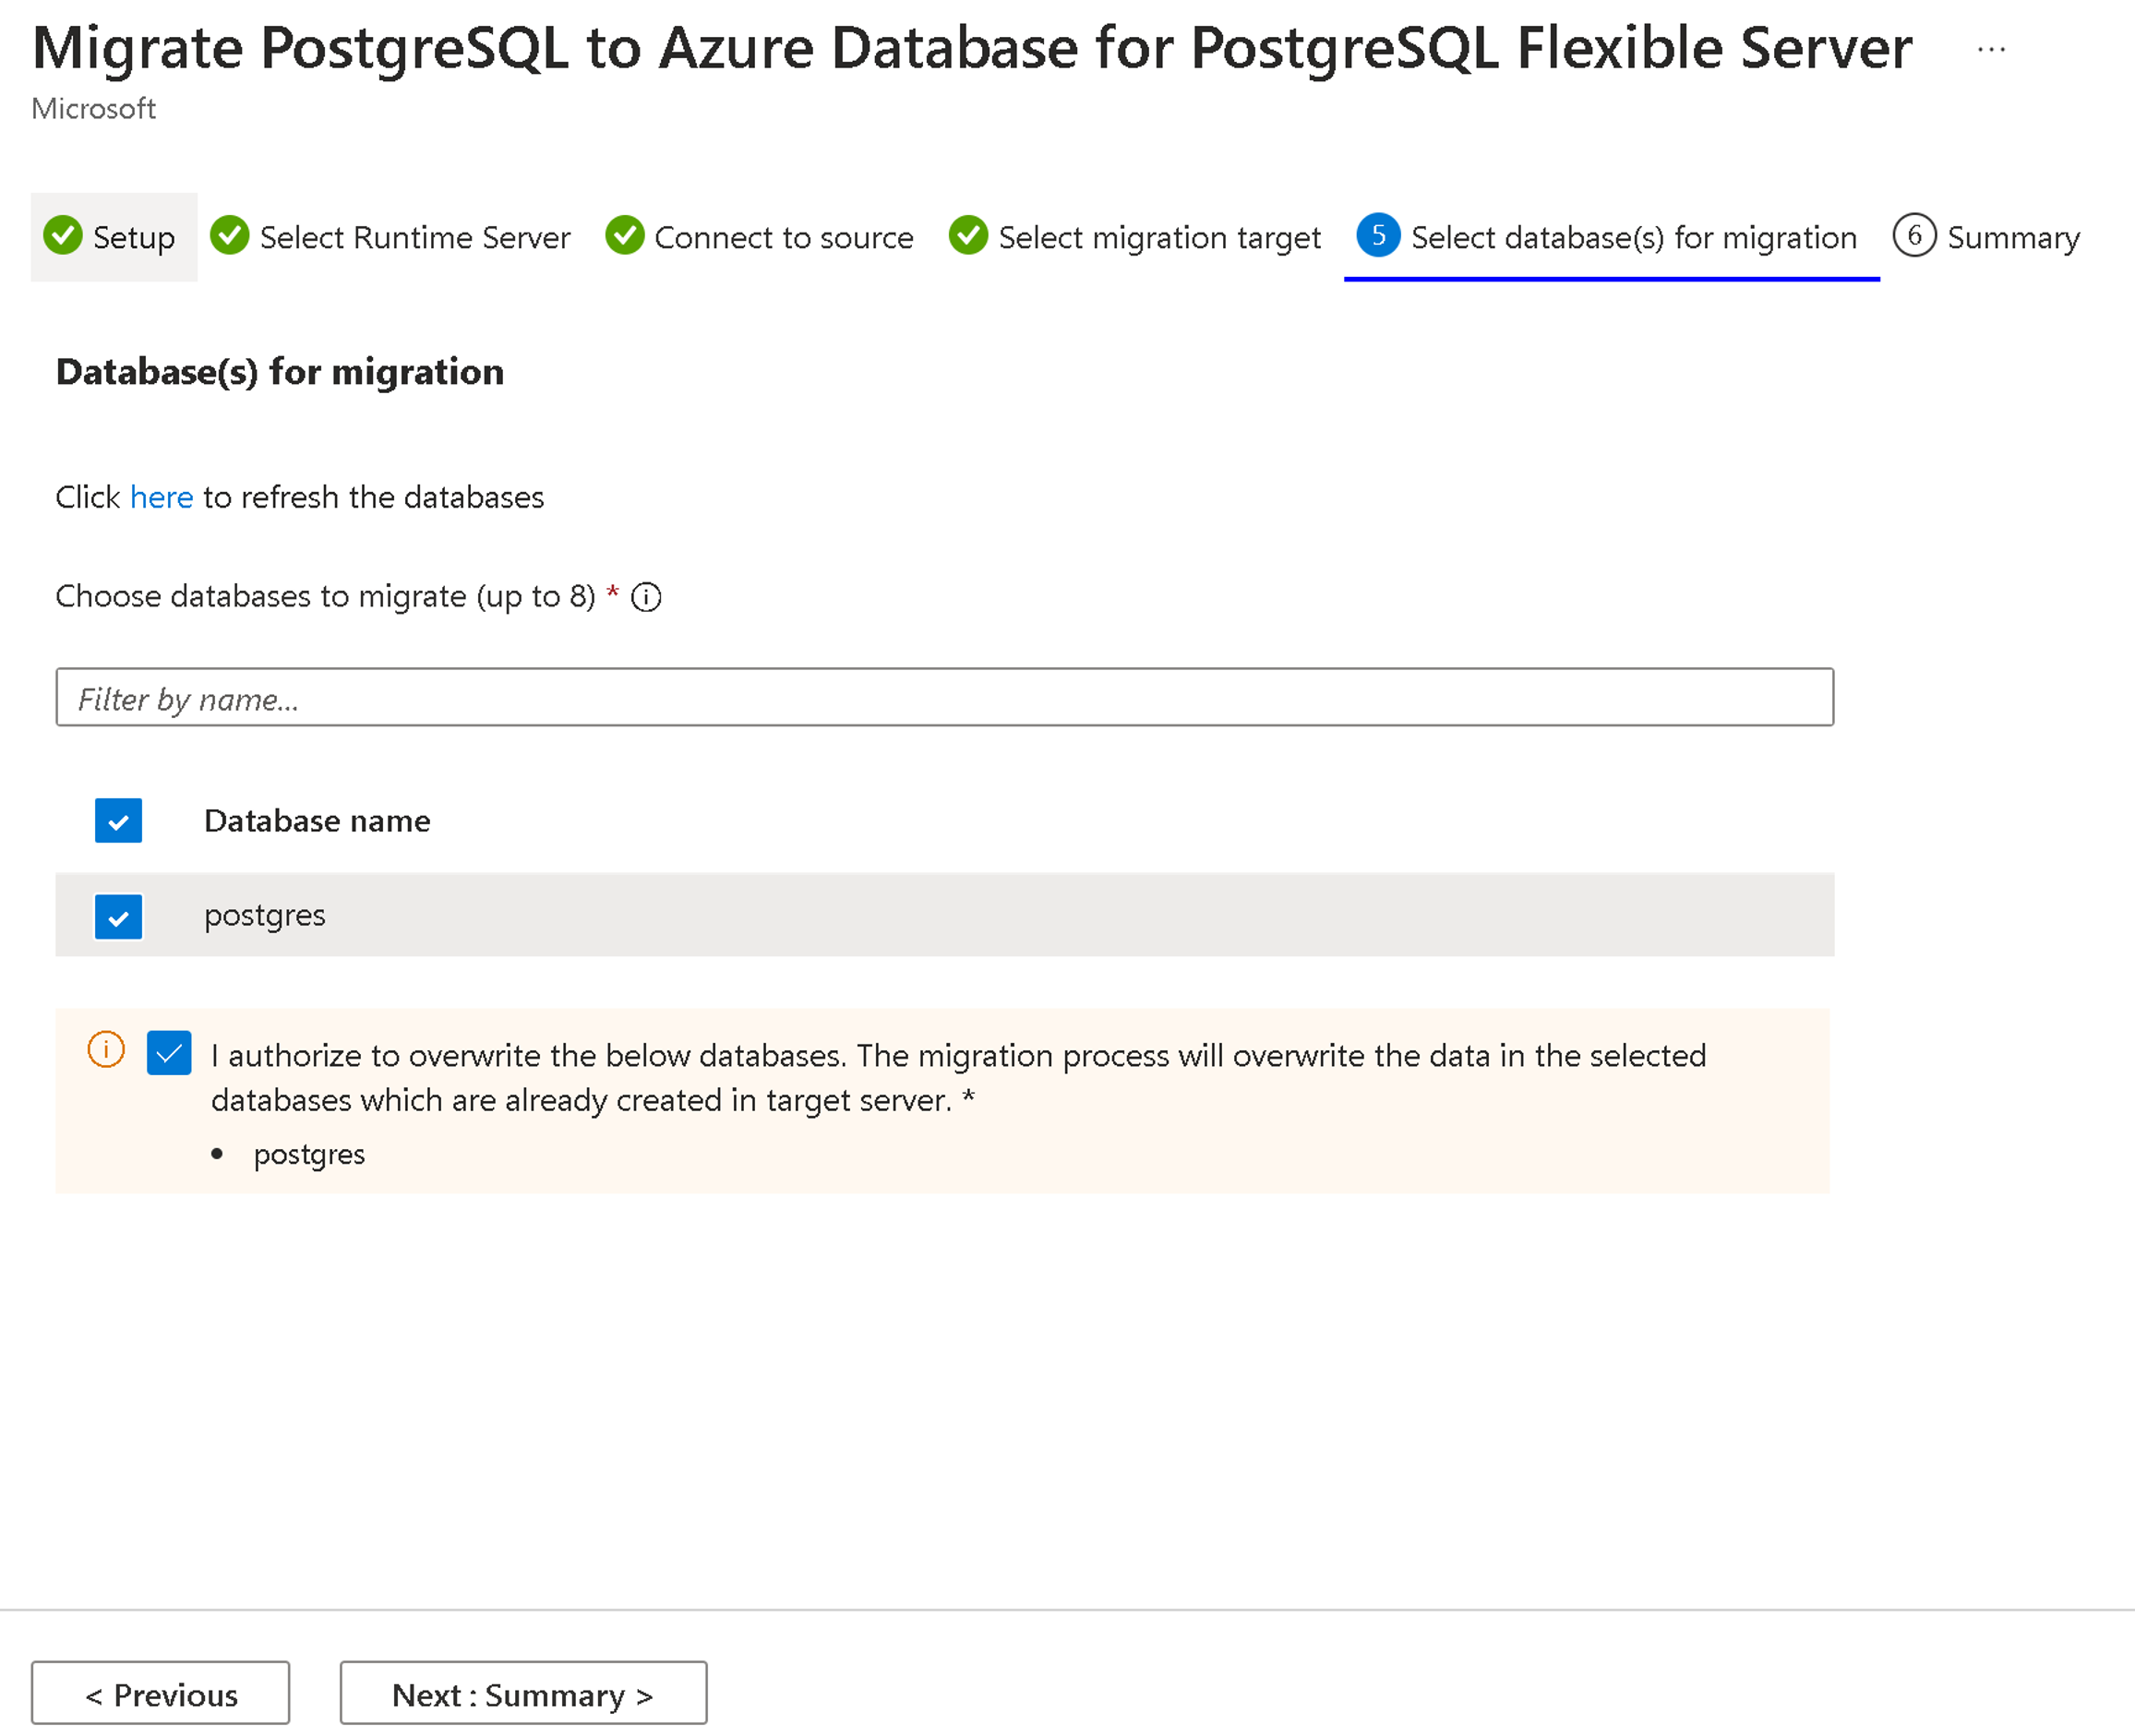 Migrate PostgreSQL to Azure Database for PostgreSQL Flexible Server ...
Microsoft
Setup Select Runtime Server Connect to source Select migration target 5 Select database(s) for migration 6 Summary
Database(s) for migration
Click here to refresh the databases
Choose databases to migrate (up to 8) *
Filter by name...
Database name
postgres
I authorize to overwrite the below databases. The migration process will overwrite the data in the selected
databases which are already created in target server. *
• postgres
< Previous Next : Summary >